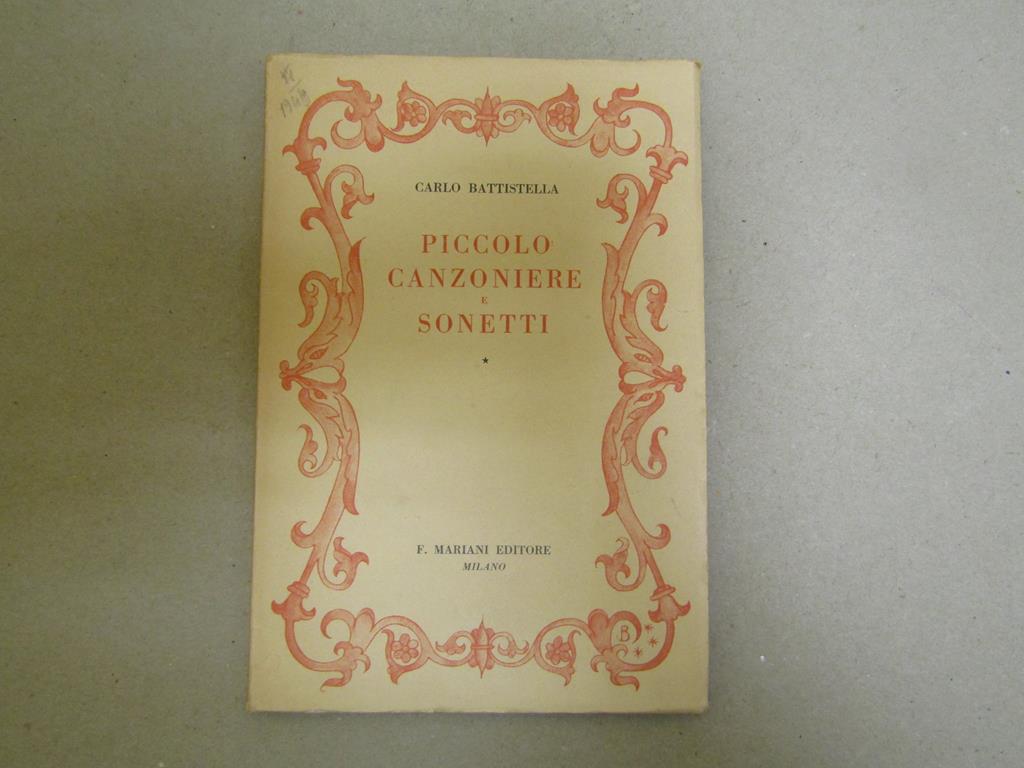 CARLO BATTISTELLA
PICCOLO
CANZONIERE
E
SONETTI
F. MARIANI EDITORE
MILANO
B